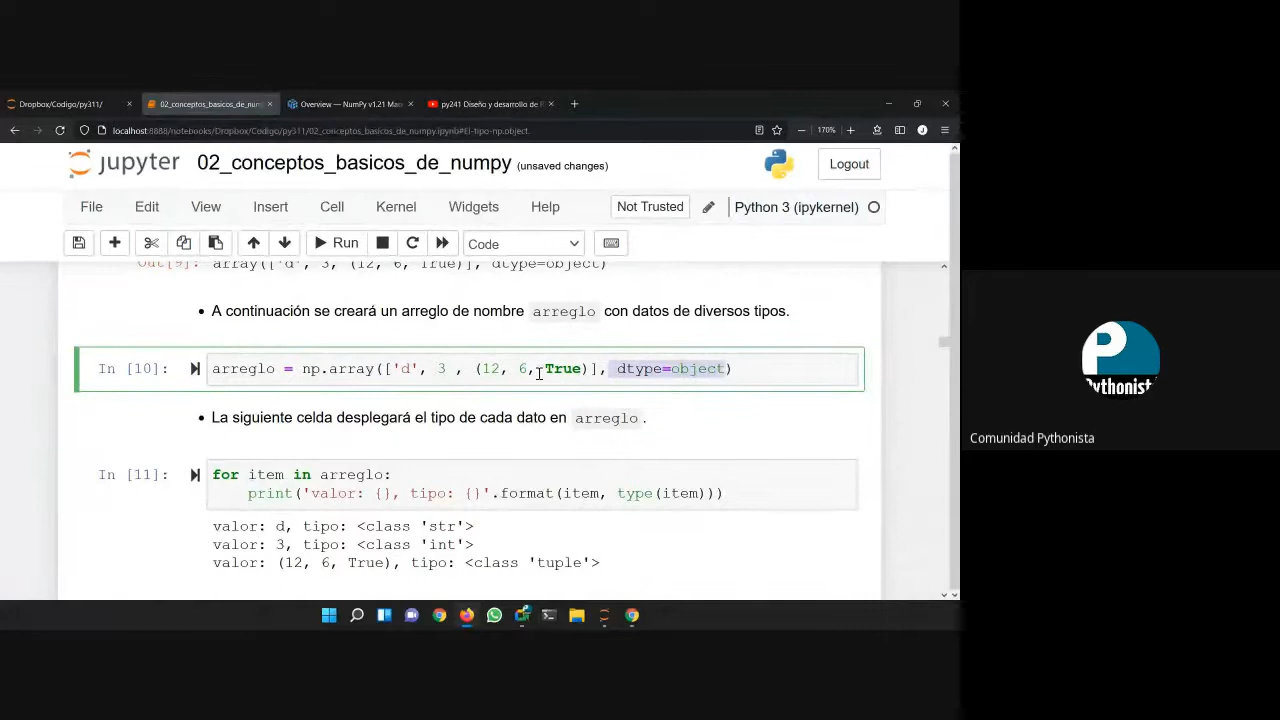 Dropbox/Codigo/py311/
02_conceptos_basicos_de_num
Overview — NumPy v1.21 Man
py241 Diseño y desarrollo de
localhost:8888/notebooks/Dropbox/Codigo/py311/02_conceptos_basicos_de_numpy.ipynb#El-tipo-np.object.
170%
jupyter 02_conceptos_basicos_de_numpy (unsaved changes)
Logout
File Edit View Insert Cell Kernel Widgets Help Not Trusted Python 3 (ipykernel)
Run Code
Out[9]: array(['d', 3, (12, 6, True)], dtype=object)
• A continuación se creará un arreglo de nombre arreglo con datos de diversos tipos.
In [10]: arreglo = np.array(['d', 3 , (12, 6, True)], dtype=object)
• La siguiente celda desplegará el tipo de cada dato en arreglo.
In [11]: for item in arreglo:
print('valor: {}, tipo: {}'.format(item, type(item)))
valor: d, tipo: <class 'str'>
valor: 3, tipo: <class 'int'>
valor: (12, 6, True), tipo: <class 'tuple'>
Pythonist
Comunidad Pythonista